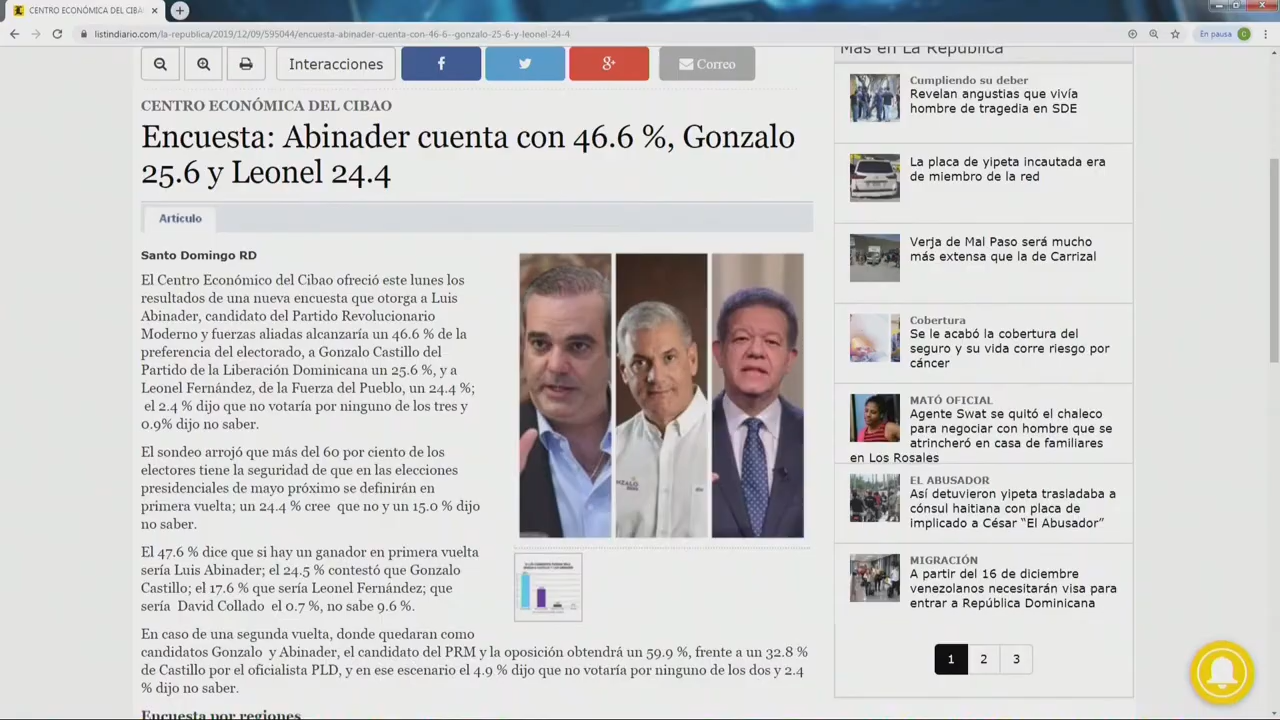 CENTRO ECONÓMICA DEL CIBA
listindiario.com/la-republica/2019/12/09/595044/encuesta-abinader-cuenta-con-46-6--gonzalo-25-6-y-leonel-24-4
En pausa
C
Interacciones
f
g+
Correo
CENTRO ECONÓMICA DEL CIBAO
Encuesta: Abinader cuenta con 46.6 %, Gonzalo
25.6 y Leonel 24.4
Artículo
Santo Domingo RD
El Centro Económico del Cibao ofreció este lunes los
resultados de una nueva encuesta que otorga a Luis
Abinader, candidato del Partido Revolucionario
Moderno y fuerzas aliadas alcanzaría un 46.6 % de la
preferencia del electorado, a Gonzalo Castillo del
Partido de la Liberación Dominicana un 25.6 %, y a
Leonel Fernández, de la Fuerza del Pueblo, un 24.4 %;
el 2.4 % dijo que no votaría por ninguno de los tres y
0.9% dijo no saber.
El sondeo arrojó que más del 60 por ciento de los
electores tiene la seguridad de que en las elecciones
presidenciales de mayo próximo se definirán en
primera vuelta; un 24.4 % cree que no y un 15.0 % dijo
no saber.
El 47.6 % dice que si hay un ganador en primera vuelta
sería Luis Abinader; el 24.5 % contestó que Gonzalo
Castillo; el 17.6 % que sería Leonel Fernández; que
sería David Collado el 0.7 %, no sabe 9.6 %.
En caso de una segunda vuelta, donde quedaran como
candidatos Gonzalo y Abinader, el candidato del PRM y la oposición obtendrá un 59.9 %, frente a un 32.8 %
de Castillo por el oficialista PLD, y en ese escenario el 4.9 % dijo que no votaría por ninguno de los dos y 2.4
% dijo no saber.
Encuesta por regiones
Más en La República
Cumpliendo su deber
Revelan angustias que vivía
hombre de tragedia en SDE
La placa de yipeta incautada era
de miembro de la red
Verja de Mal Paso será mucho
más extensa que la de Carrizal
Cobertura
Se le acabó la cobertura del
seguro y su vida corre riesgo por
cáncer
MATÓ OFICIAL
Agente Swat se quitó el chaleco
para negociar con hombre que se
atrincheró en casa de familiares
en Los Rosales
EL ABUSADOR
Así detuvieron yipeta trasladaba a
cónsul haitiana con placa de
implicado a César “El Abusador”
MIGRACIÓN
A partir del 16 de diciembre
venezolanos necesitarán visa para
entrar a República Dominicana
1 2 3